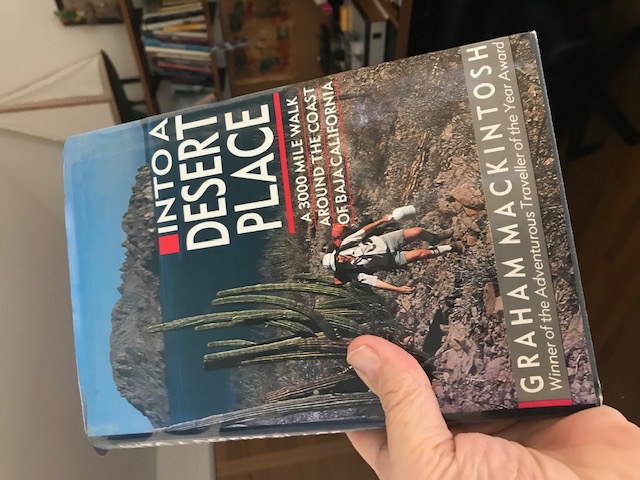 INTO A
DESERT
PLACE
A 3000 MILE WALK
AROUND THE COAST
OF BAJA CALIFORNIA
GRAHAM MACKINTOSH
Winner of the Adventurous Traveller of the Year Award